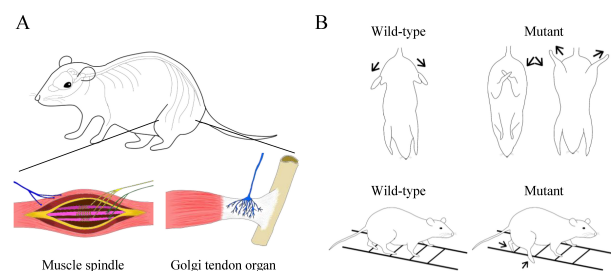 A
Muscle spindle
Golgi tendon organ
B
Wild-type
Mutant
Wild-type
Mutant